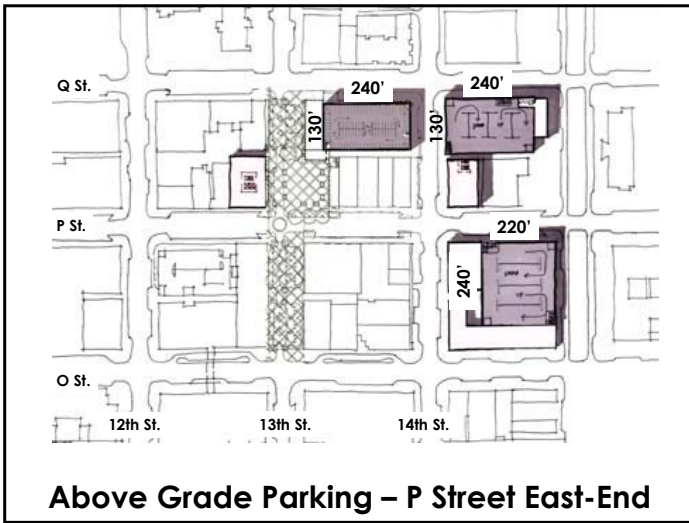 Q St.
240'
240'
130'
130'
P St.
220'
240'
O St.
12th St.
13th St.
14th St.
Above Grade Parking – P Street East-End